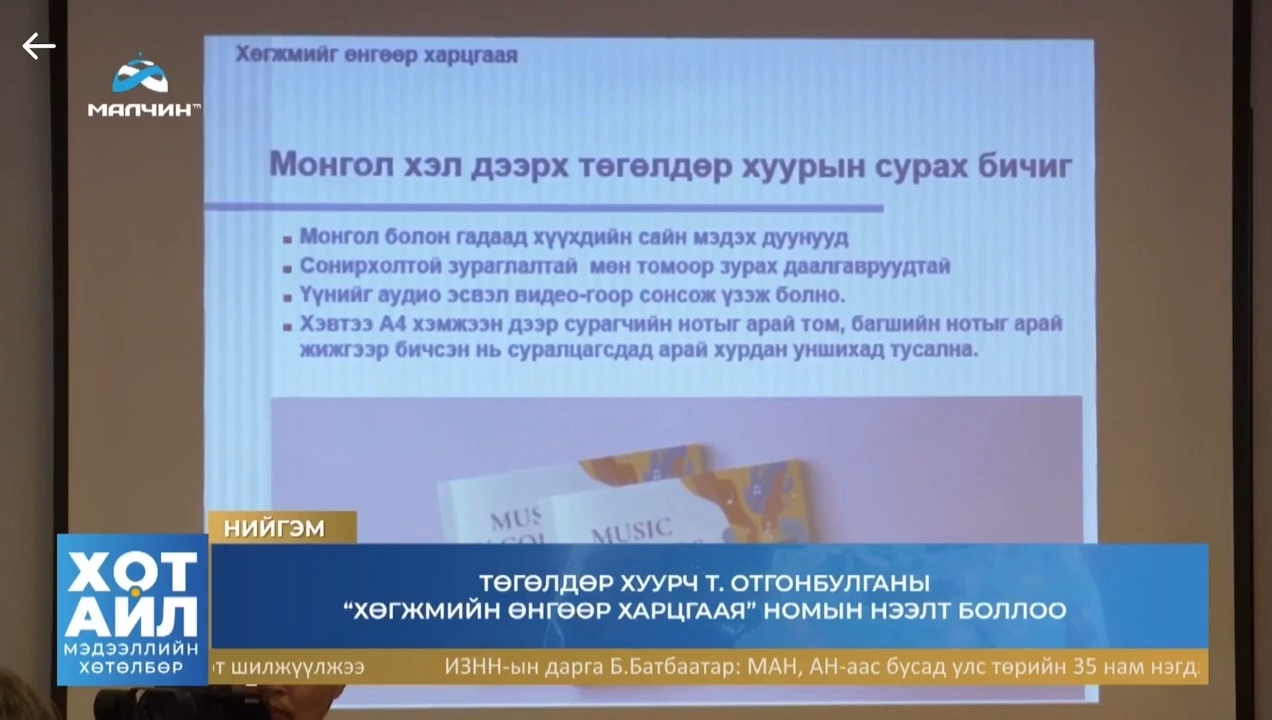 Хөгжмийг өнгөөр харцгаая
МАЛЧИН™
Монгол хэл дээрх төгөлдөр хуурын сурах бичиг
Монгол болон гадаад хүүхдийн сайн мэдэх дуунууд
Сонирхолтой зураглалтай мөн томоор зурах даалгавруудтай
Үүнийг аудио эсвэл видео-гоор сонсож үзэж болно.
Хэвтээ А4 хэмжээн дээр сурагчийн нотыг арай том, багшийн нотыг арай
жижгээр бичсэн нь суралцагсдад арай хурдан уншихад тусална.
MUSIC
НИЙГЭМ
ХОТ
АЙЛ
МЭДЭЭЛЛИЙН
ХӨТӨЛБӨР
ТӨГӨЛДӨР ХУУРЧ Т. ОТГОНБУЛГАНЫ
“ХӨГЖМИЙН ӨНГӨӨР ХАРЦГААЯ” НОМЫН НЭЭЛТ БОЛЛОО
шилжүүлжээ ИЗНН-ын дарга Б.Батбаатар: МАН, АН-аас бусад улс төрийн 35 нам